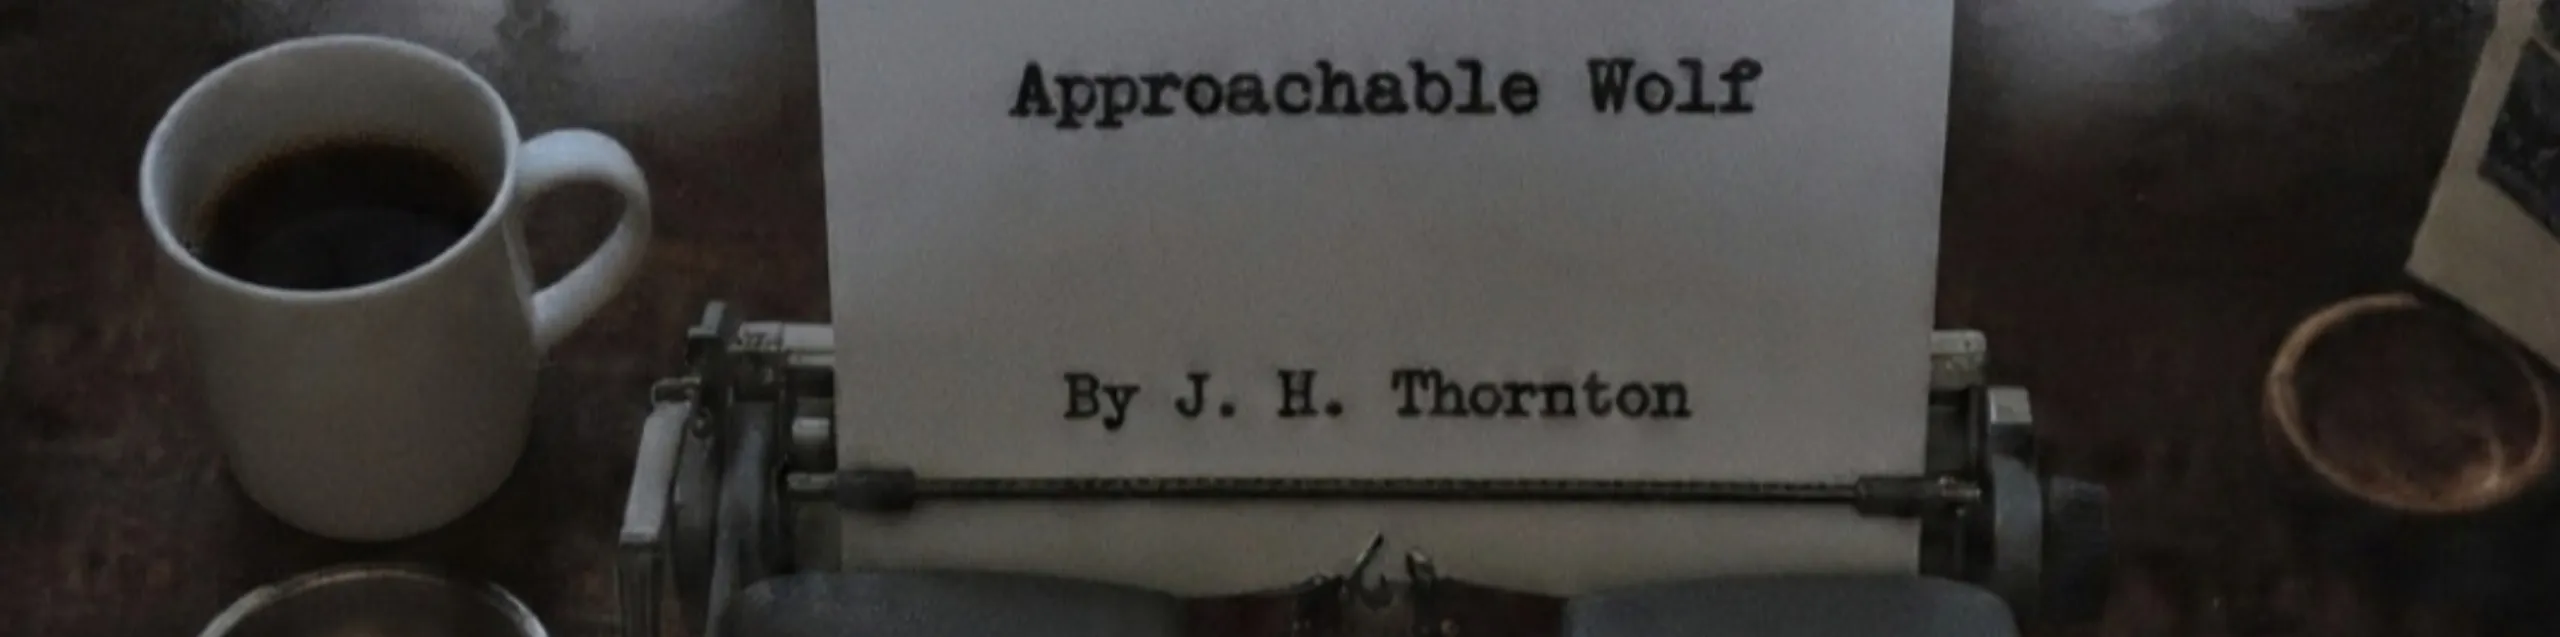 Approachable Wolf
By J. H. Thornton